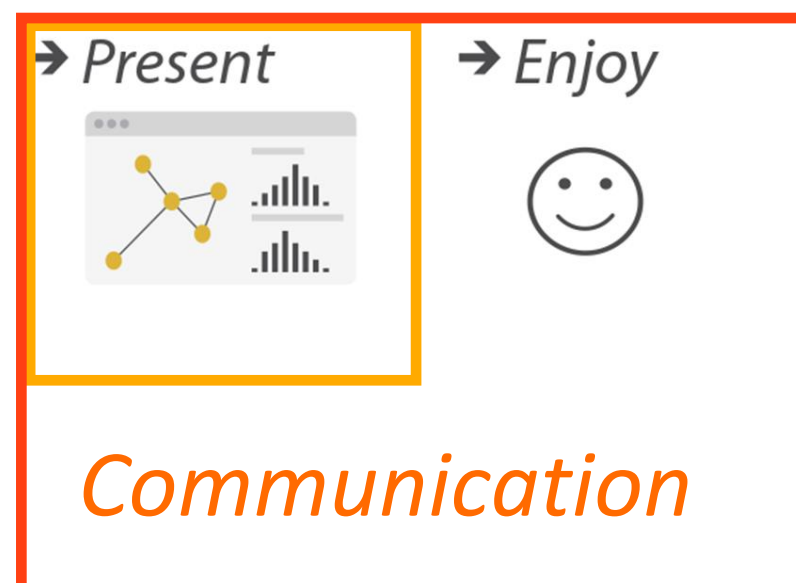 ➔ Present
➔ Enjoy
Communication